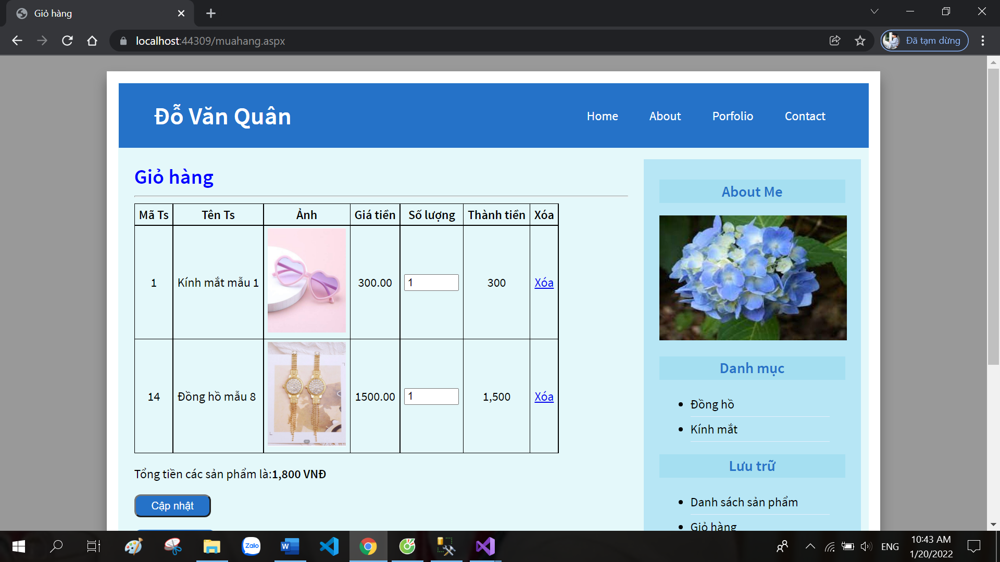 Giỏ hàng
localhost:44309/muahang.aspx
Đã tạm dừng
Đỗ Văn Quân
Home About Porfolio Contact
Giỏ hàng
Mã Ts Tên Ts Ảnh Giá tiền Số lượng Thành tiền Xóa
1 Kính mắt mẫu 1 300.00 1 300 Xóa
14 Đồng hồ mẫu 8 1500.00 1 1,500 Xóa
Tổng tiền các sản phẩm là:1,800 VNĐ
Cập nhật
About Me
Danh mục
Đồng hồ
Kính mắt
Lưu trữ
Danh sách sản phẩm
Giỏ hàng
Zalo
W
ENG
10:43 AM
1/20/2022